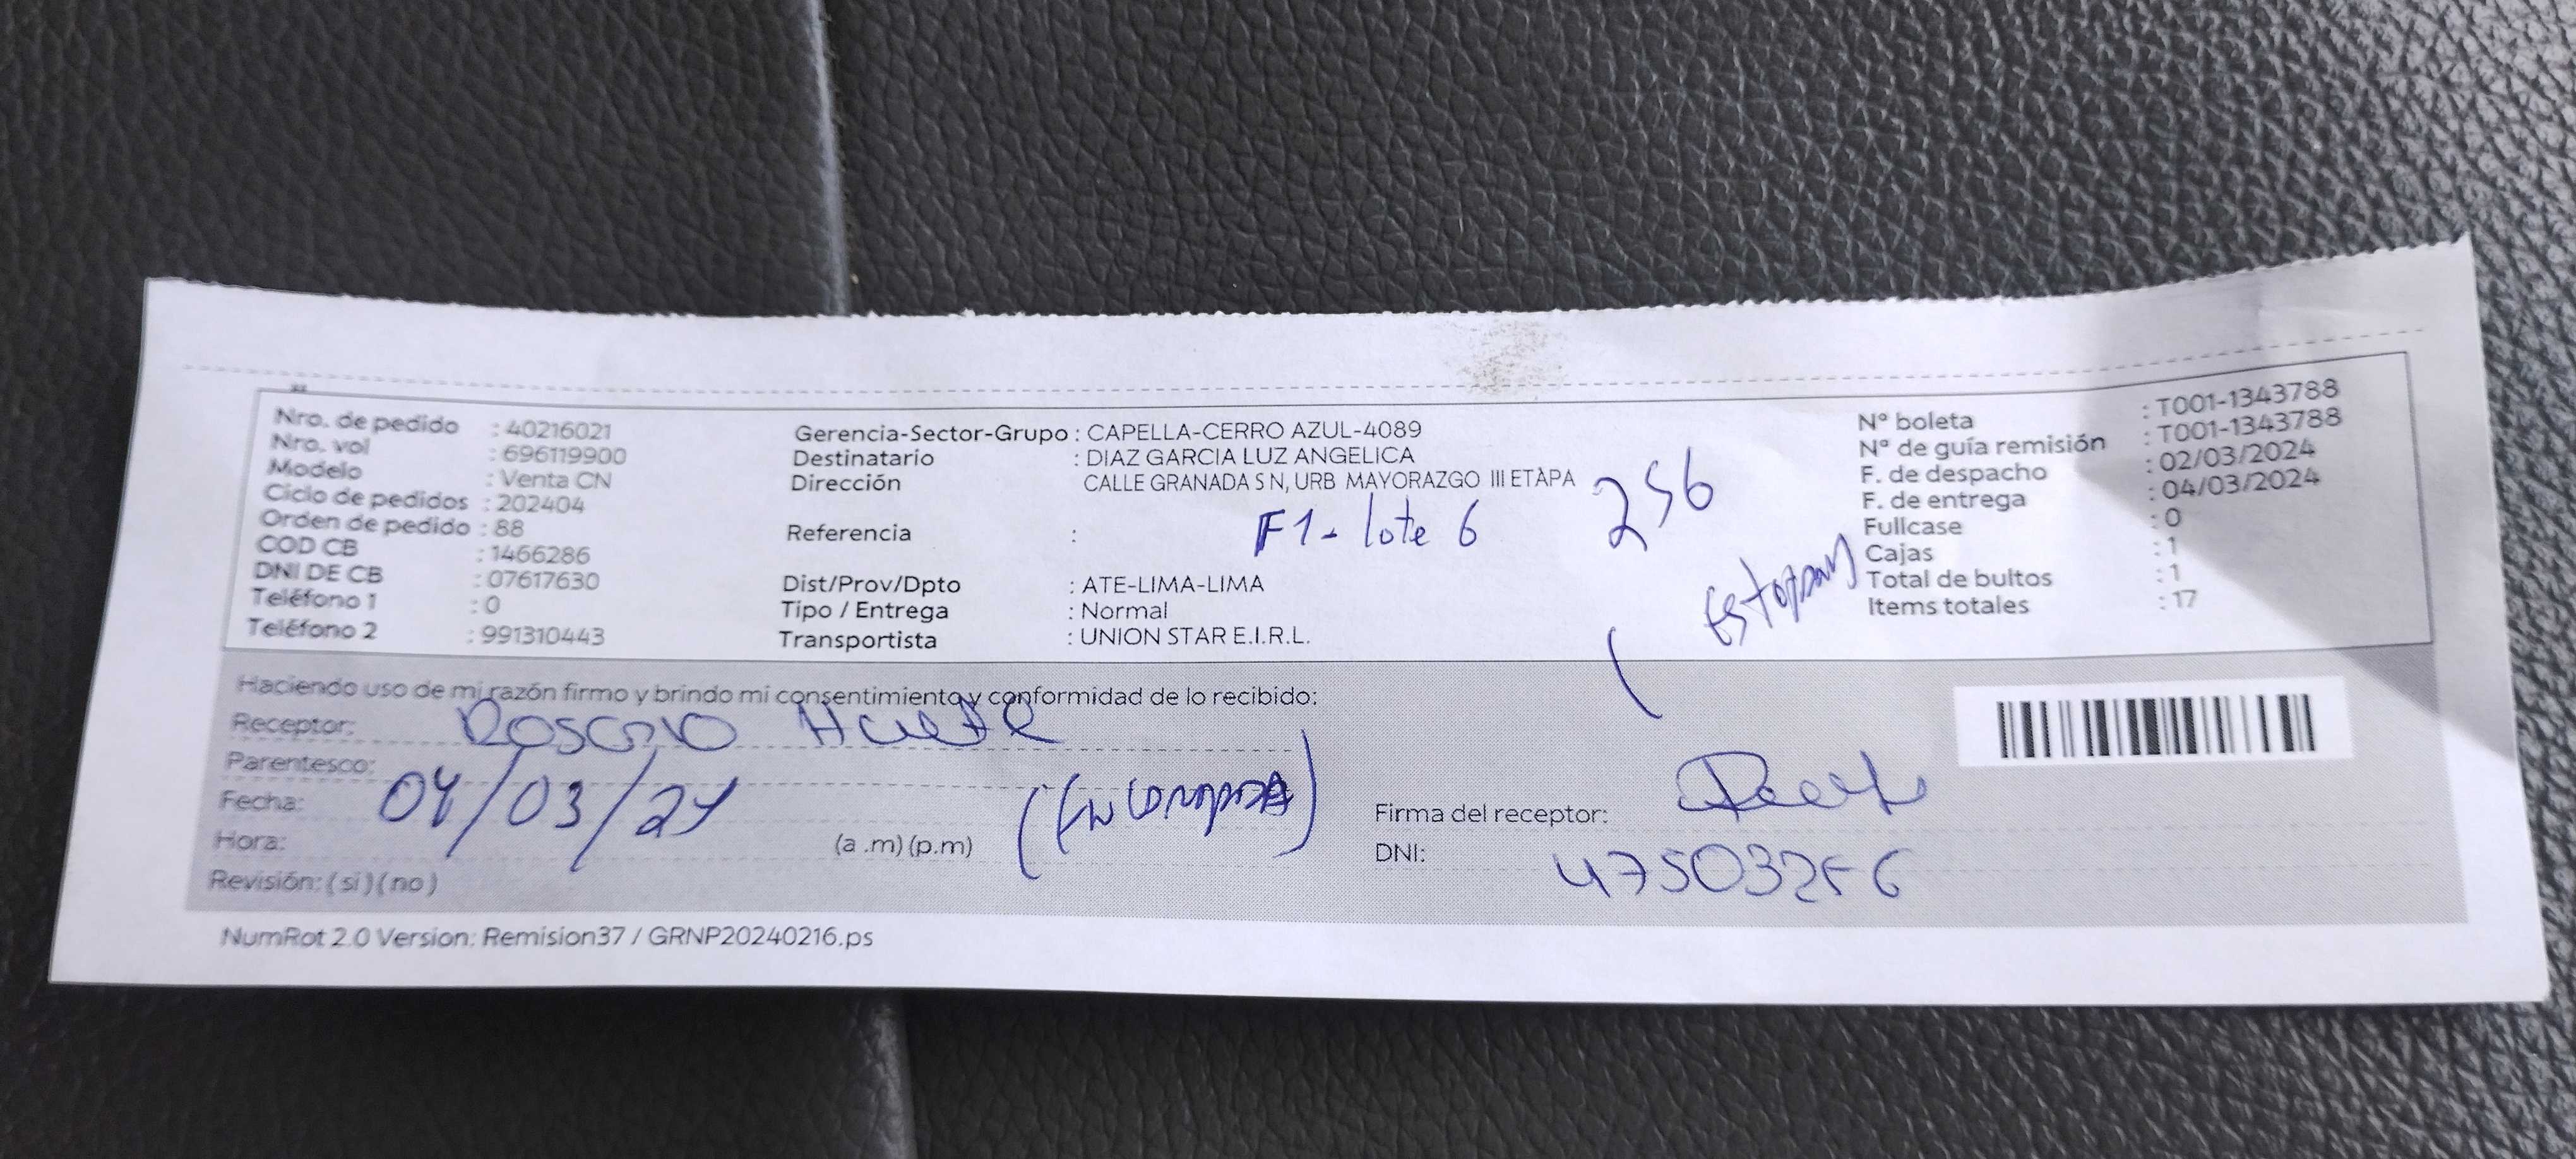 Nro. de pedido : 40216021
Nro. vol : 696119900
Modelo : Venta CN
Ciclo de pedidos : 202404
Orden de pedido : 88
COD CB : 1466286
DNI DE CB : 07617630
Teléfono 1 : 0
Teléfono 2 : 991310443
Gerencia-Sector-Grupo : CAPELLA-CERRO AZUL-4089
Destinatario : DIAZ GARCIA LUZ ANGELICA
Dirección CALLE GRANADA S N, URB MAYORAZGO III ETAPA
256
Referencia : F1- lote 6
Dist/Prov/Dpto : ATE-LIMA-LIMA
Tipo / Entrega : Normal
Transportista : UNION STAR E.I.R.L.
Nº boleta : T001-1343788
Nº de guía remisión : T001-1343788
F. de despacho : 02/03/2024
F. de entrega : 04/03/2024
Fullcase : 0
Cajas : 1
Total de bultos : 1
Items totales : 17
Haciendo uso de mi razón firmo y brindo mi consentimiento y conformidad de lo recibido:
Receptor:
Parentesco:
Fecha: 04/03/24
Hora: (a .m) (p.m)
Revisión: (si) (no)
Firma del receptor:
DNI:
NumRot 2.0 Version: Remision37 / GRNP20240216.ps